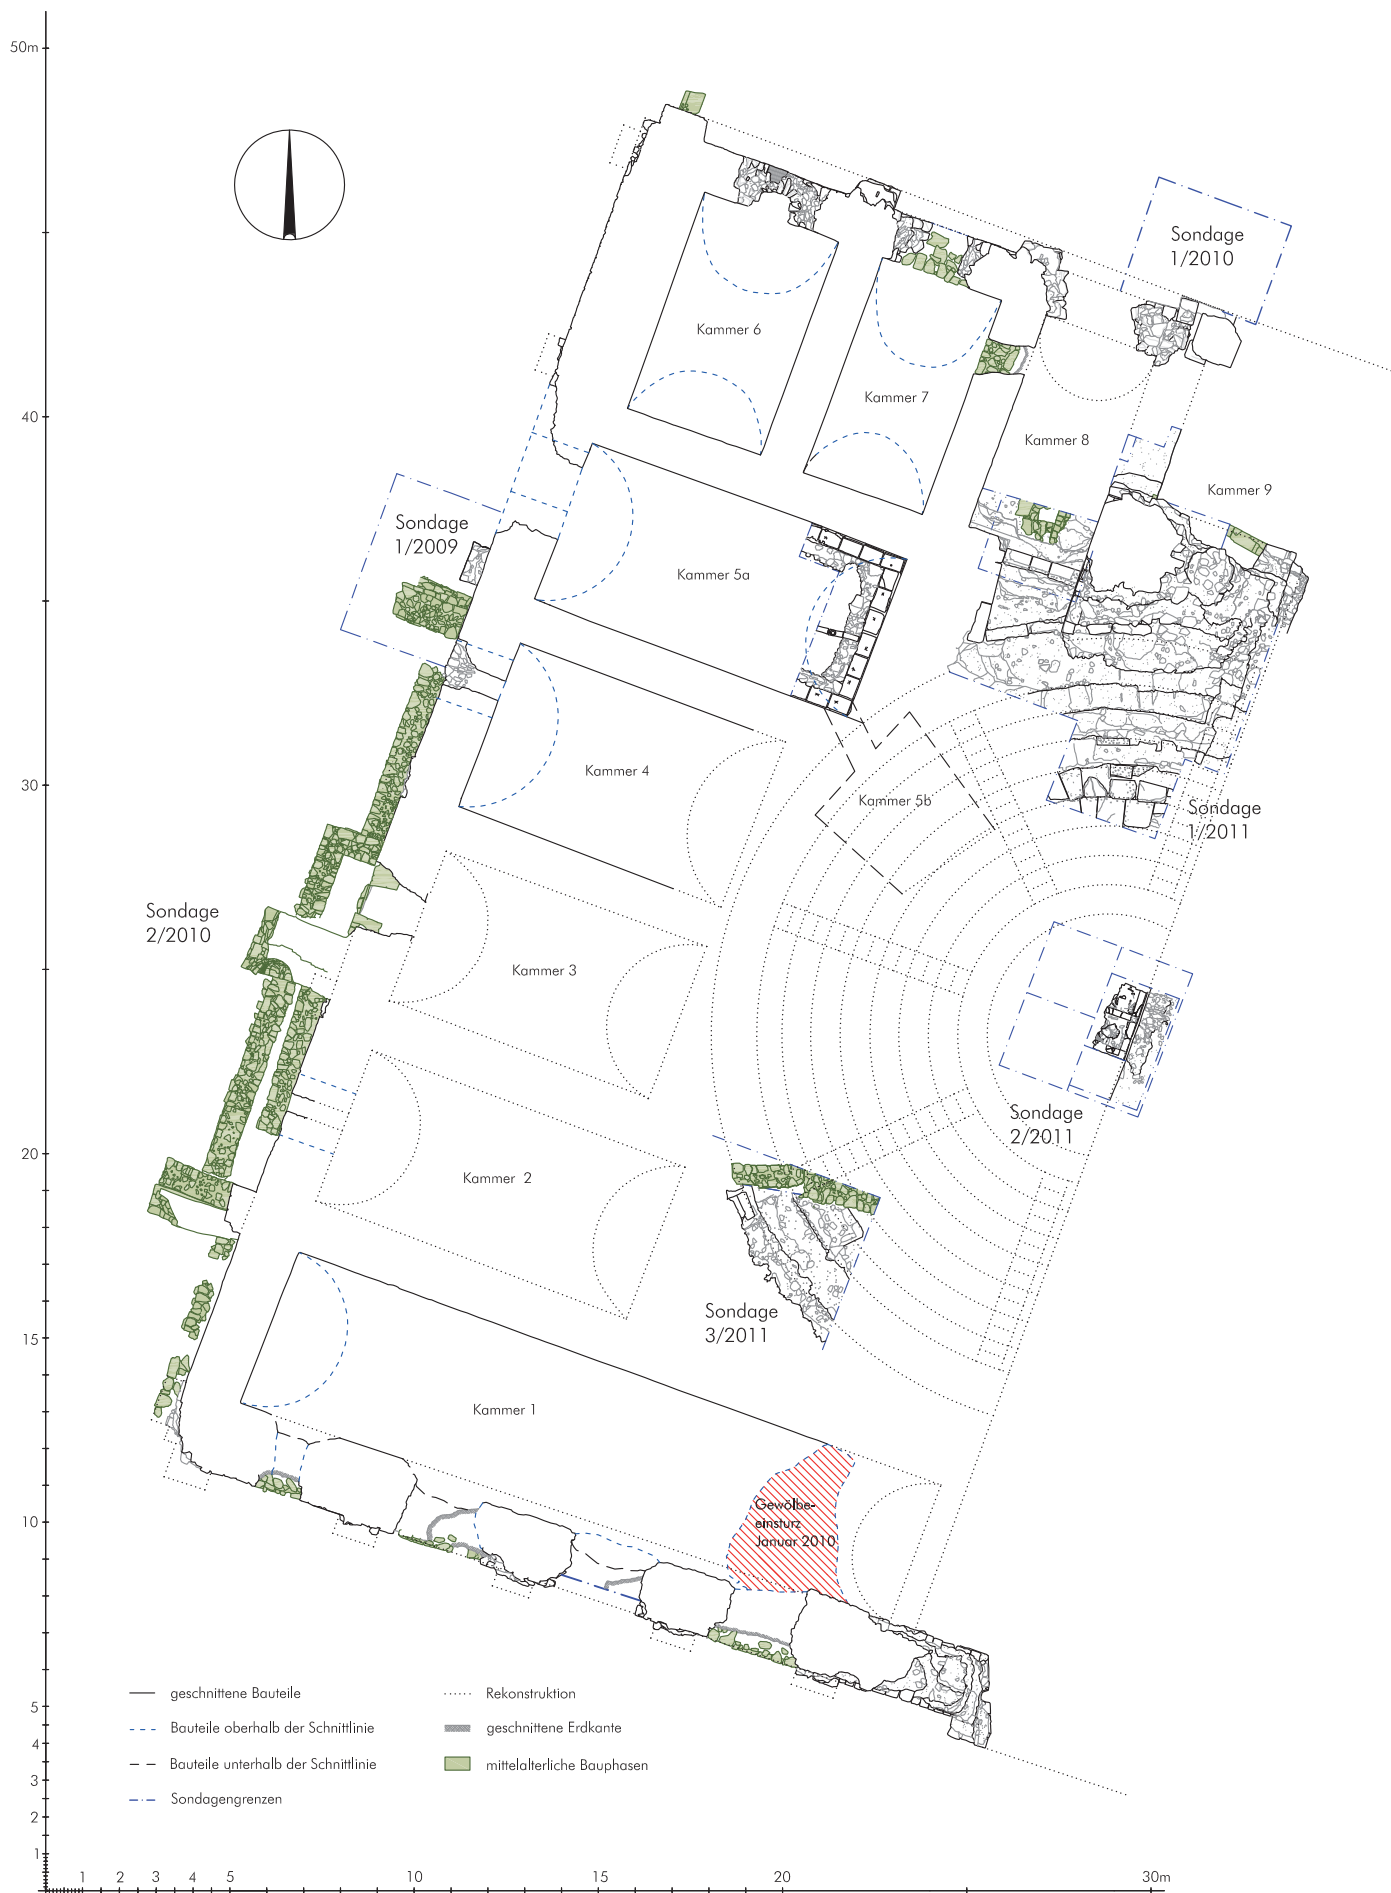 50m
40
30
20
15
10
5
4
3
2
1
1 2 3 4 5 10 15 20 30m
Sondage
1/2010
Kammer 6
Kammer 7
Kammer 8
Kammer 9
Sondage
1/2009
Kammer 5a
Kammer 4
Kammer 5b
Sondage
1/2011
Sondage
2/2010
Kammer 3
Sondage
2/2011
Kammer 2
Sondage
3/2011
Kammer 1
Gewölbe-
einsturz
Januar 2010
geschnittene Bauteile
Bauteile oberhalb der Schnittlinie
Bauteile unterhalb der Schnittlinie
Sondagengrenzen
Rekonstruktion
geschnittene Erdkante
mittelalterliche Bauphasen